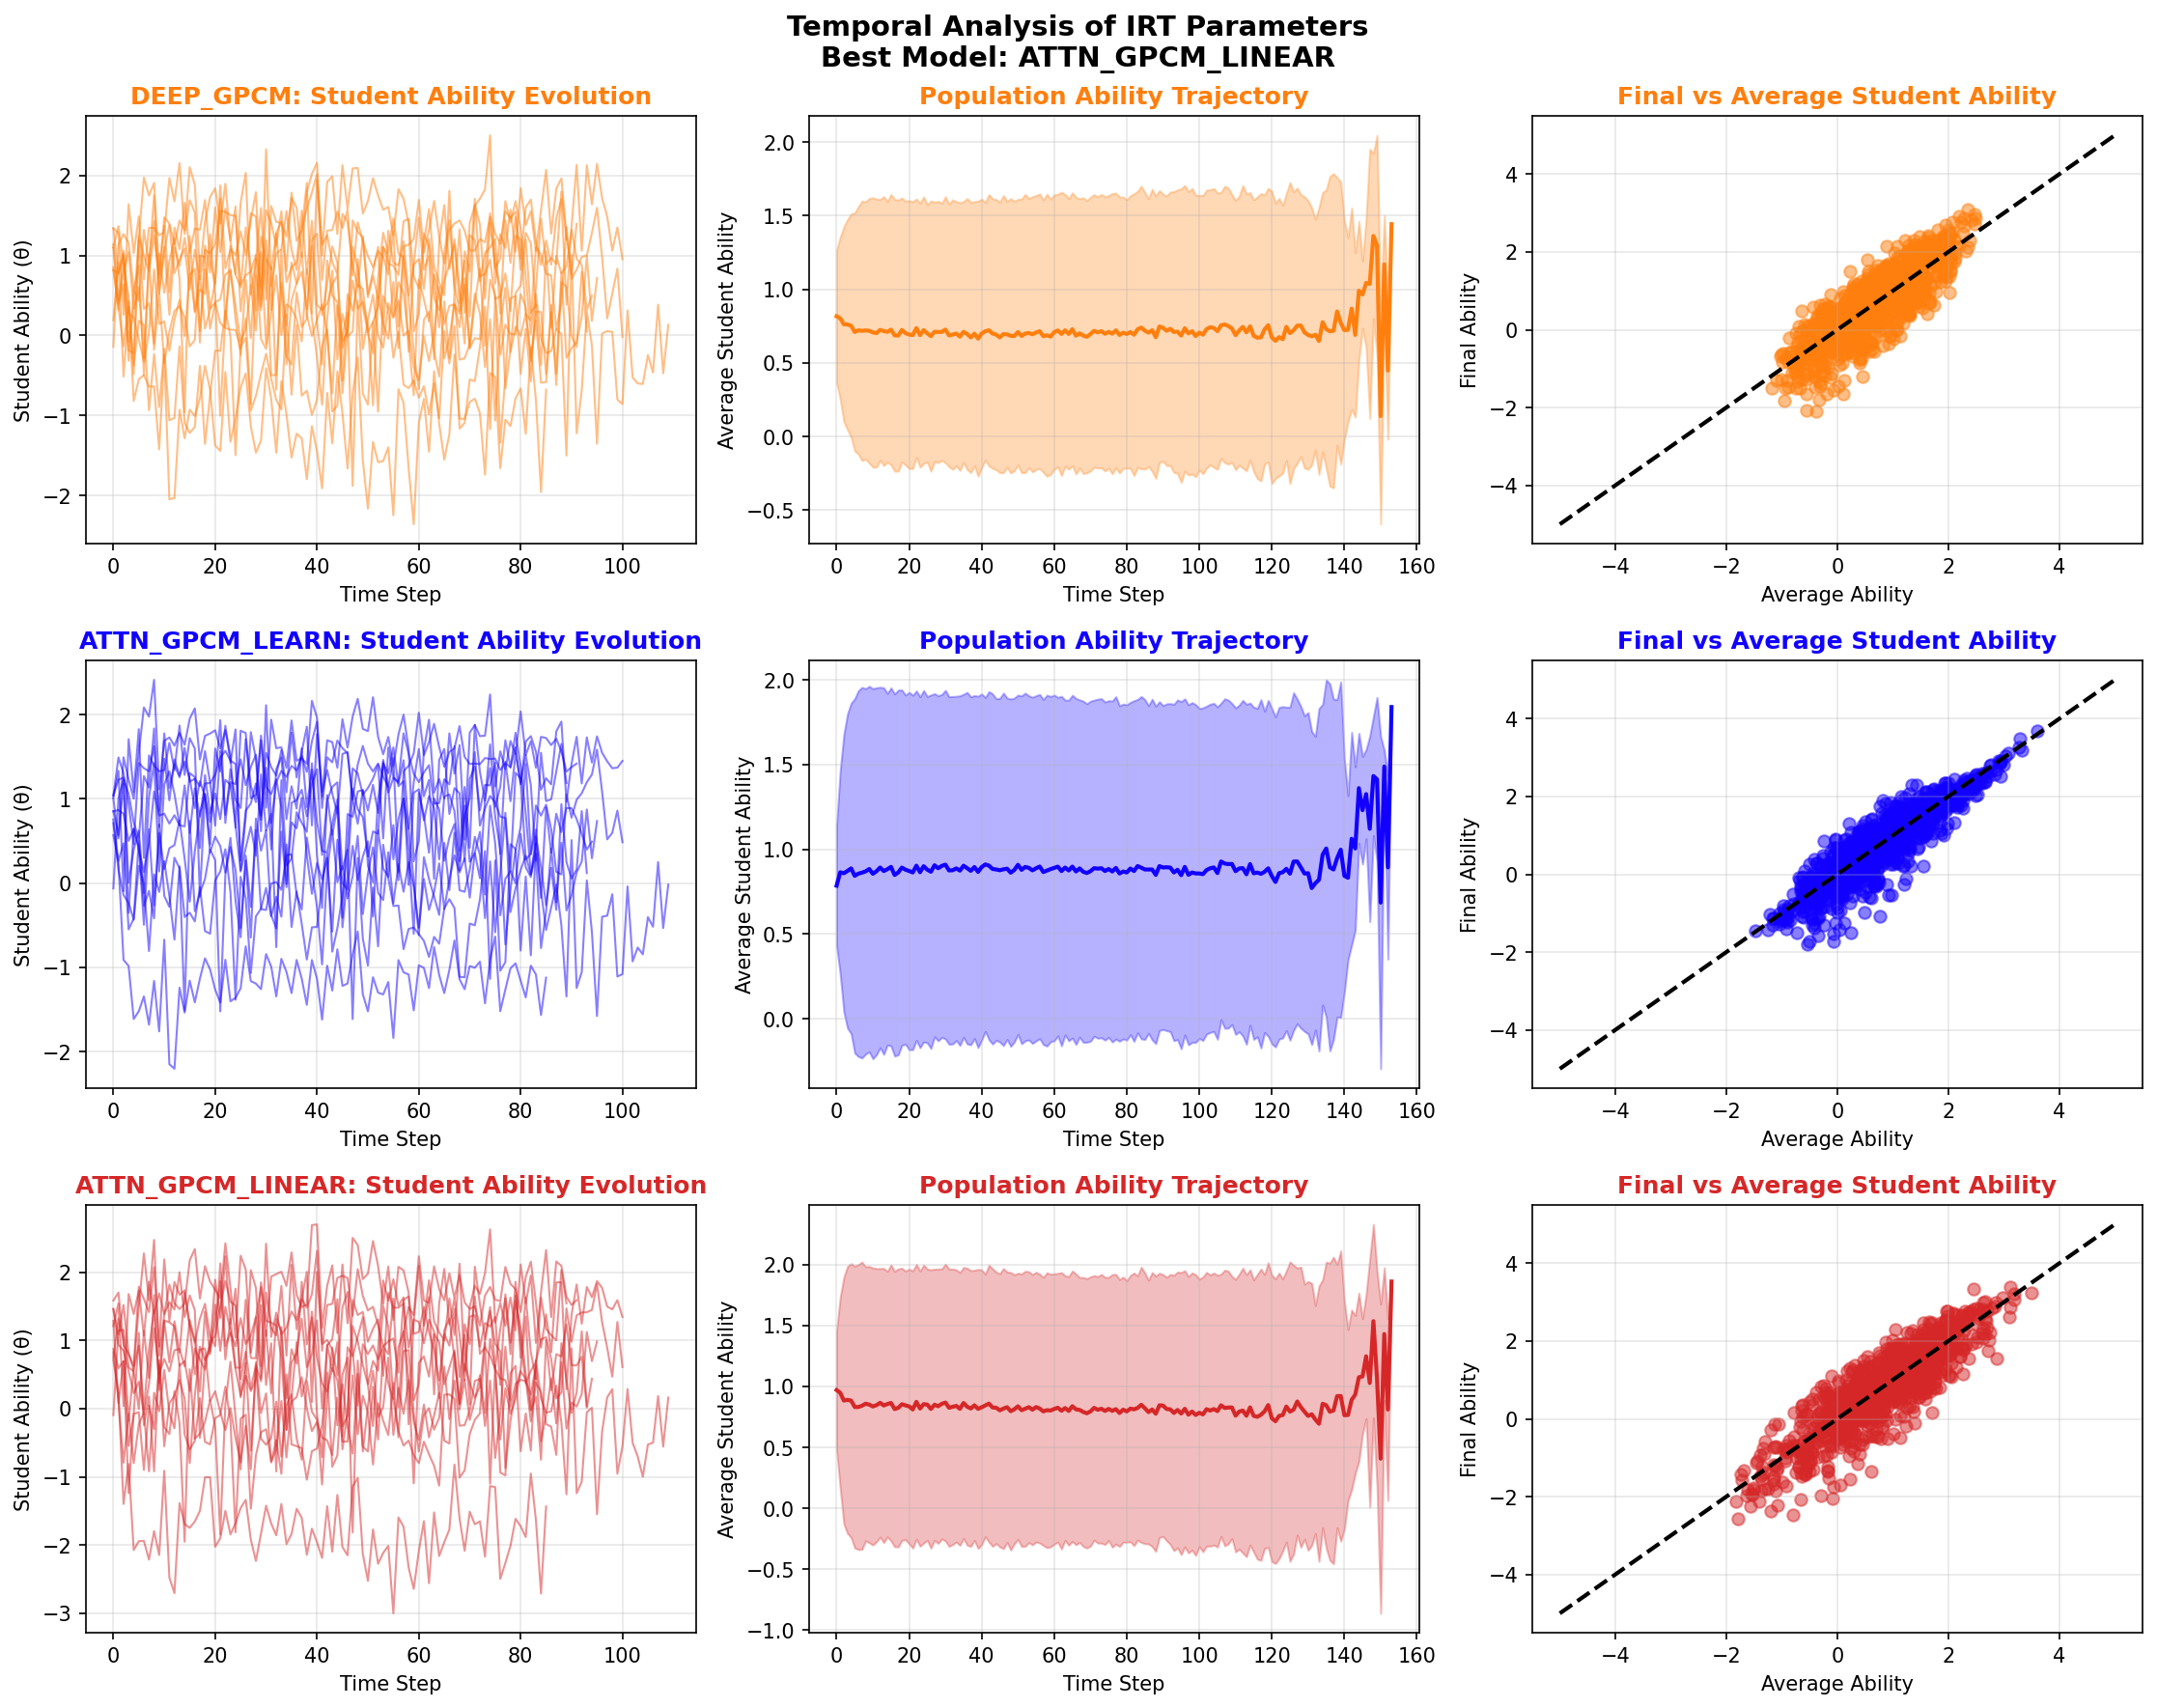 Temporal Analysis of IRT Parameters
Best Model: ATTN_GPCM_LINEAR
DEEP_GPCM: Student Ability Evolution
Student Ability (θ)
2
1
0
−1
−2
0 20 40 60 80 100
Time Step
Population Ability Trajectory
Average Student Ability
2.0
1.5
1.0
0.5
0.0
−0.5
0 20 40 60 80 100 120 140 160
Time Step
Final vs Average Student Ability
Final Ability
4
2
0
−2
−4
−4 −2 0 2 4
Average Ability
ATTN_GPCM_LEARN: Student Ability Evolution
Student Ability (θ)
2
1
0
−1
−2
0 20 40 60 80 100
Time Step
Population Ability Trajectory
Average Student Ability
2.0
1.5
1.0
0.5
0.0
0 20 40 60 80 100 120 140 160
Time Step
Final vs Average Student Ability
Final Ability
4
2
0
−2
−4
−4 −2 0 2 4
Average Ability
ATTN_GPCM_LINEAR: Student Ability Evolution
Student Ability (θ)
2
1
0
−1
−2
−3
0 20 40 60 80 100
Time Step
Population Ability Trajectory
Average Student Ability
2.0
1.5
1.0
0.5
0.0
−0.5
−1.0
0 20 40 60 80 100 120 140 160
Time Step
Final vs Average Student Ability
Final Ability
4
2
0
−2
−4
−4 −2 0 2 4
Average Ability